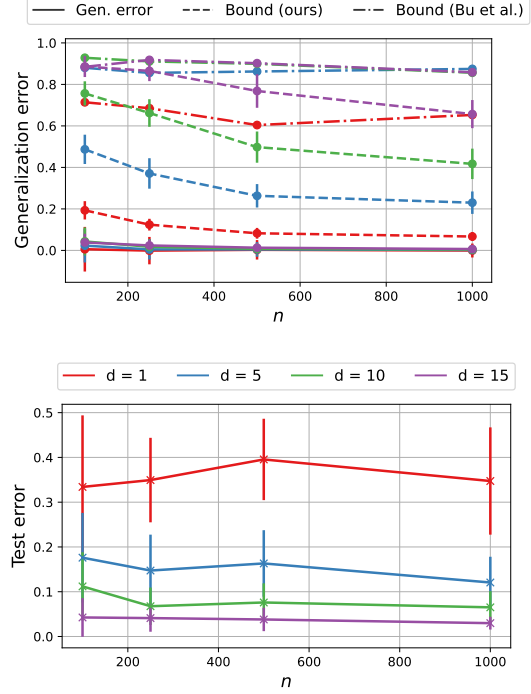 Gen. error Bound (ours) Bound (Bu et al.)
1.0
0.8
0.6
0.4
0.2
0.0
Generalization error
200 400 600 800 1000
n
d = 1 d = 5 d = 10 d = 15
0.5
0.4
0.3
0.2
0.1
0.0
Test error
200 400 600 800 1000
n